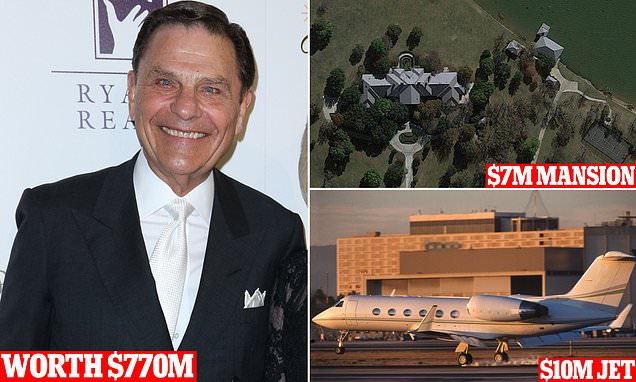 RYA
REA
WORTH $770M
$7M MANSION
$10M JET